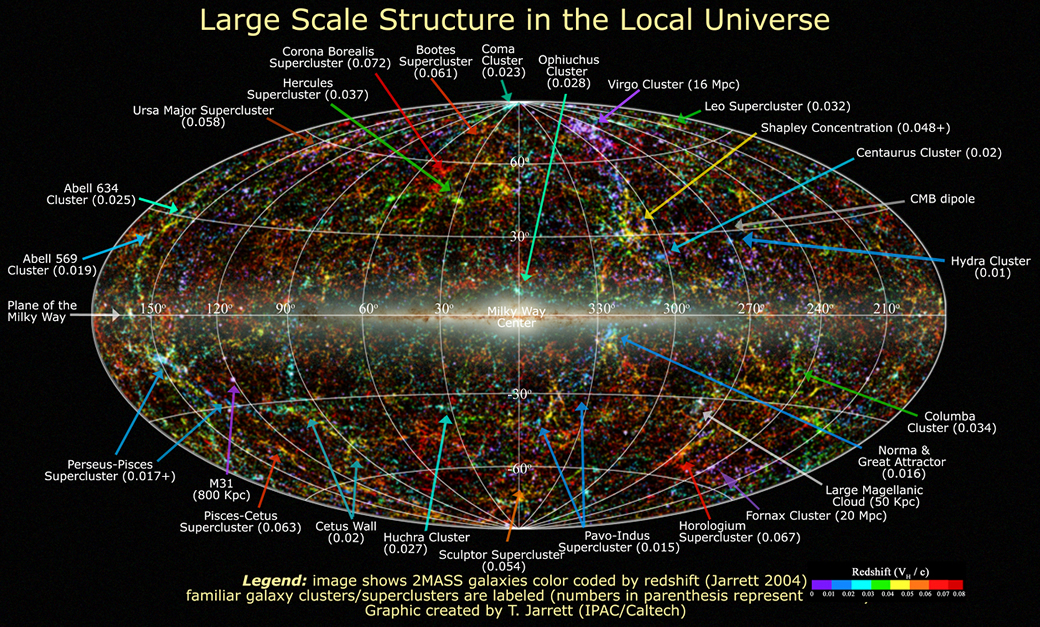 Large Scale Structure in the Local Universe
Corona Borealis
Supercluster (0.072)
Bootes
Supercluster
(0.061)
Coma
Cluster
(0.023)
Ophiuchus
Cluster
(0.028)
Virgo Cluster (16 Mpc)
Hercules
Supercluster (0.037)
Leo Supercluster (0.032)
Ursa Major Supercluster
(0.058)
Shapley Concentration (0.048+)
Centaurus Cluster (0.02)
60°
Abell 634
Cluster (0.025)
CMB dipole
30°
Abell 569
Cluster (0.019)
Hydra Cluster
(0.01)
Plane of the
Milky Way
150° 120° 90° 60° 30° 330° 300° 270° 240° 210°
Milky Way
Center
-30°
Columba
Cluster (0.034)
Norma &
Great Attractor
(0.016)
Perseus-Pisces
Supercluster (0.017+)
-60°
M31
(800 Kpc)
Large Magellanic
Cloud (50 Kpc)
Pisces-Cetus
Supercluster (0.063)
Fornax Cluster (20 Mpc)
Cetus Wall
(0.02)
Huchra Cluster
(0.027)
Pavo-Indus
Supercluster (0.015)
Horologium
Supercluster (0.067)
Sculptor Supercluster
(0.054)
Legend: image shows 2MASS galaxies color coded by redshift (Jarrett 2004)
familiar galaxy clusters/superclusters are labeled (numbers in parenthesis represent
Graphic created by T. Jarrett (IPAC/Caltech)
Redshift (VH / c)
0 0.01 0.02 0.03 0.04 0.05 0.06 0.07 0.08